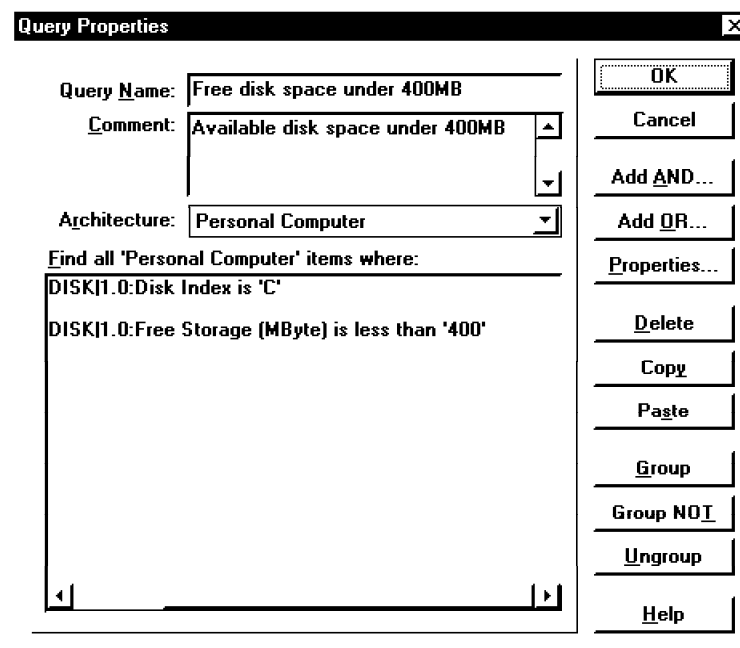 Query Properties
Query Name: Free disk space under 400MB
Comment: Available disk space under 400MB
Architecture: Personal Computer
Find all 'Personal Computer' items where:
DISK|1.0:Disk Index is 'C'
DISK|1.0:Free Storage (MByte) is less than '400'
OK
Cancel
Add AND...
Add OR...
Properties...
Delete
Copy
Paste
Group
Group NOT
Ungroup
Help